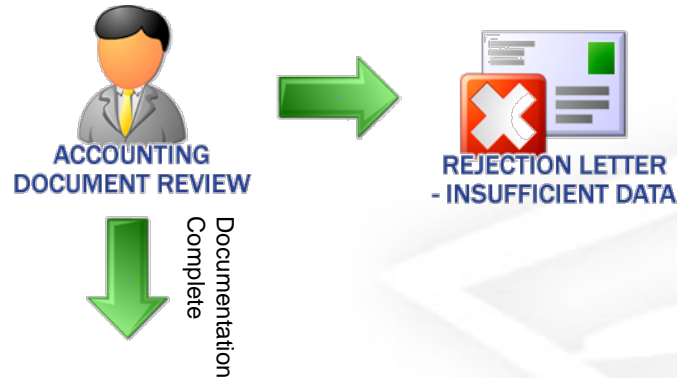 ACCOUNTING
DOCUMENT REVIEW
REJECTION LETTER
- INSUFFICIENT DATA
Documentation
Complete